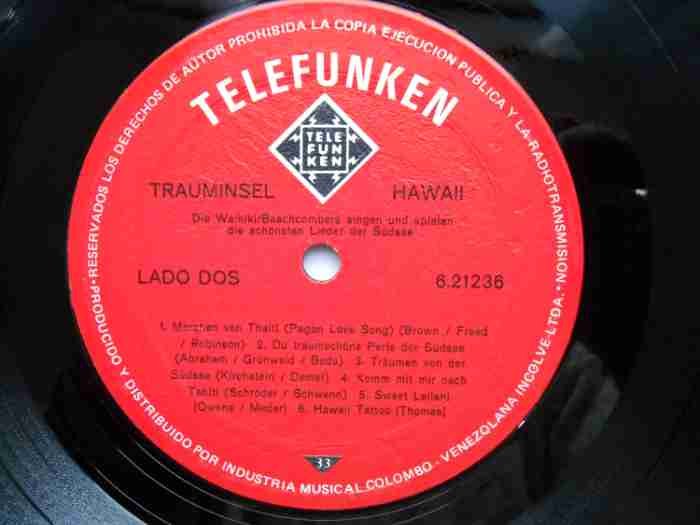 RESERVADOS LOS DERECHOS DE AUTOR PROHIBIDA LA COPIA EJECUCION PUBLICA Y LA RADIOTRANSMISION
TELEFUNKEN
TELE
FUN
KEN
TRAUMINSEL HAWAII
Die Waikiki/Beachcombers singen und spielen
die schönsten Lieder der Südsee
LADO DOS 6.21236
1. Märchen von Thaiti (Pagan Love Song) (Brown / Freed
/ Robinson) 2. Du traumschöne Perle der Südsee
(Abraham / Grünwald / Beda) 3. Träumen von der
Südsee (Kirchstein / Demel) 4. Komm mit mir nach
Tahiti (Schröder / Schwenn) 5. Sweet Leilani
(Owens / Meder) 6. Hawaii Tattoo (Thomas)
33
PRODUCIDO Y DISTRIBUIDO POR INDUSTRIA MUSICAL COLOMBO - VENEZOLANA INCOLVE-LTDA.